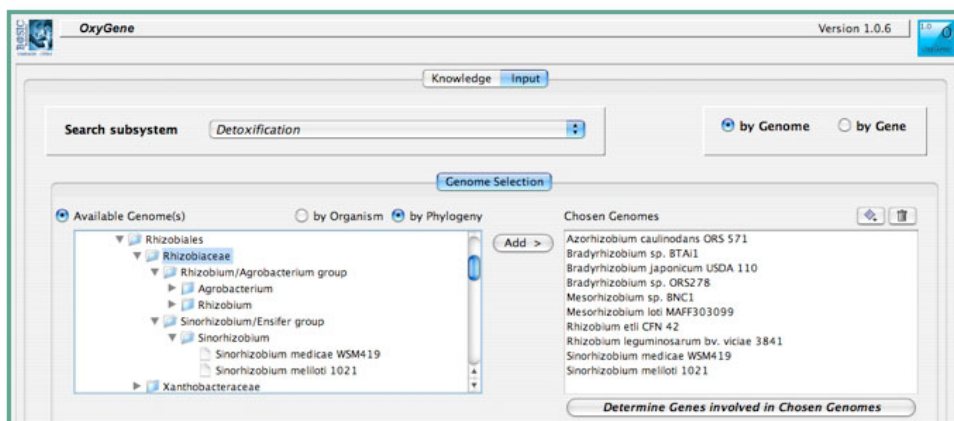 BaSIC
OxyGene
Version 1.0.6
1.0
O
OxyGene
Knowledge Input
Search subsystem
Detoxification
by Genome by Gene
Genome Selection
Available Genome(s) by Organism by Phylogeny
Chosen Genomes
Add >
Rhizobiales
Rhizobiaceae
Rhizobium/Agrobacterium group
Agrobacterium
Rhizobium
Sinorhizobium/Ensifer group
Sinorhizobium
Sinorhizobium medicae WSM419
Sinorhizobium meliloti 1021
Xanthobacteraceae
Azorhizobium caulinodans ORS 571
Bradyrhizobium sp. BTAi1
Bradyrhizobium japonicum USDA 110
Bradyrhizobium sp. ORS278
Mesorhizobium sp. BNC1
Mesorhizobium loti MAFF303099
Rhizobium etli CFN 42
Rhizobium leguminosarum bv. viciae 3841
Sinorhizobium medicae WSM419
Sinorhizobium meliloti 1021
Determine Genes involved in Chosen Genomes